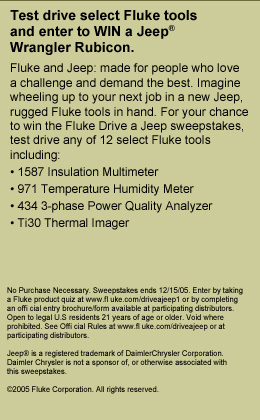 Test drive select Fluke tools
and enter to WIN a Jeep®
Wrangler Rubicon.
Fluke and Jeep: made for people who love
a challenge and demand the best. Imagine
wheeling up to your next job in a new Jeep,
rugged Fluke tools in hand. For your chance
to win the Fluke Drive a Jeep sweepstakes,
test drive any of 12 select Fluke tools
including:
• 1587 Insulation Multimeter
• 971 Temperature Humidity Meter
• 434 3-phase Power Quality Analyzer
• Ti30 Thermal Imager
No Purchase Necessary. Sweepstakes ends 12/15/05. Enter by taking
a Fluke product quiz at www.fl uke.com/driveajeep1 or by completing
an offi cial entry brochure/form available at participating distributors.
Open to legal U.S residents 21 years of age or older. Void where
prohibited. See Offi cial Rules at www.fl uke.com/driveajeep or at
participating distributors.
Jeep® is a registered trademark of DaimlerChrysler Corporation.
Daimler Chrysler is not a sponsor of, or otherwise associated with
this sweepstakes.
©2005 Fluke Corporation. All rights reserved.